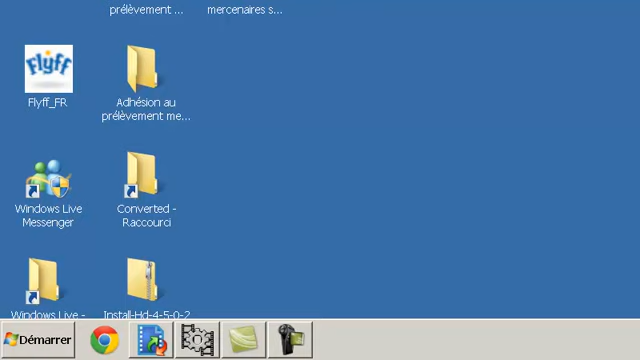 prélèvement ...
mercenaires s...
Flyff
Flyff_FR
Adhésion au
prélèvement me...
Windows Live
Messenger
Converted -
Raccourci
Windows Live -
Install-Hd-4-5-0-2
Démarrer